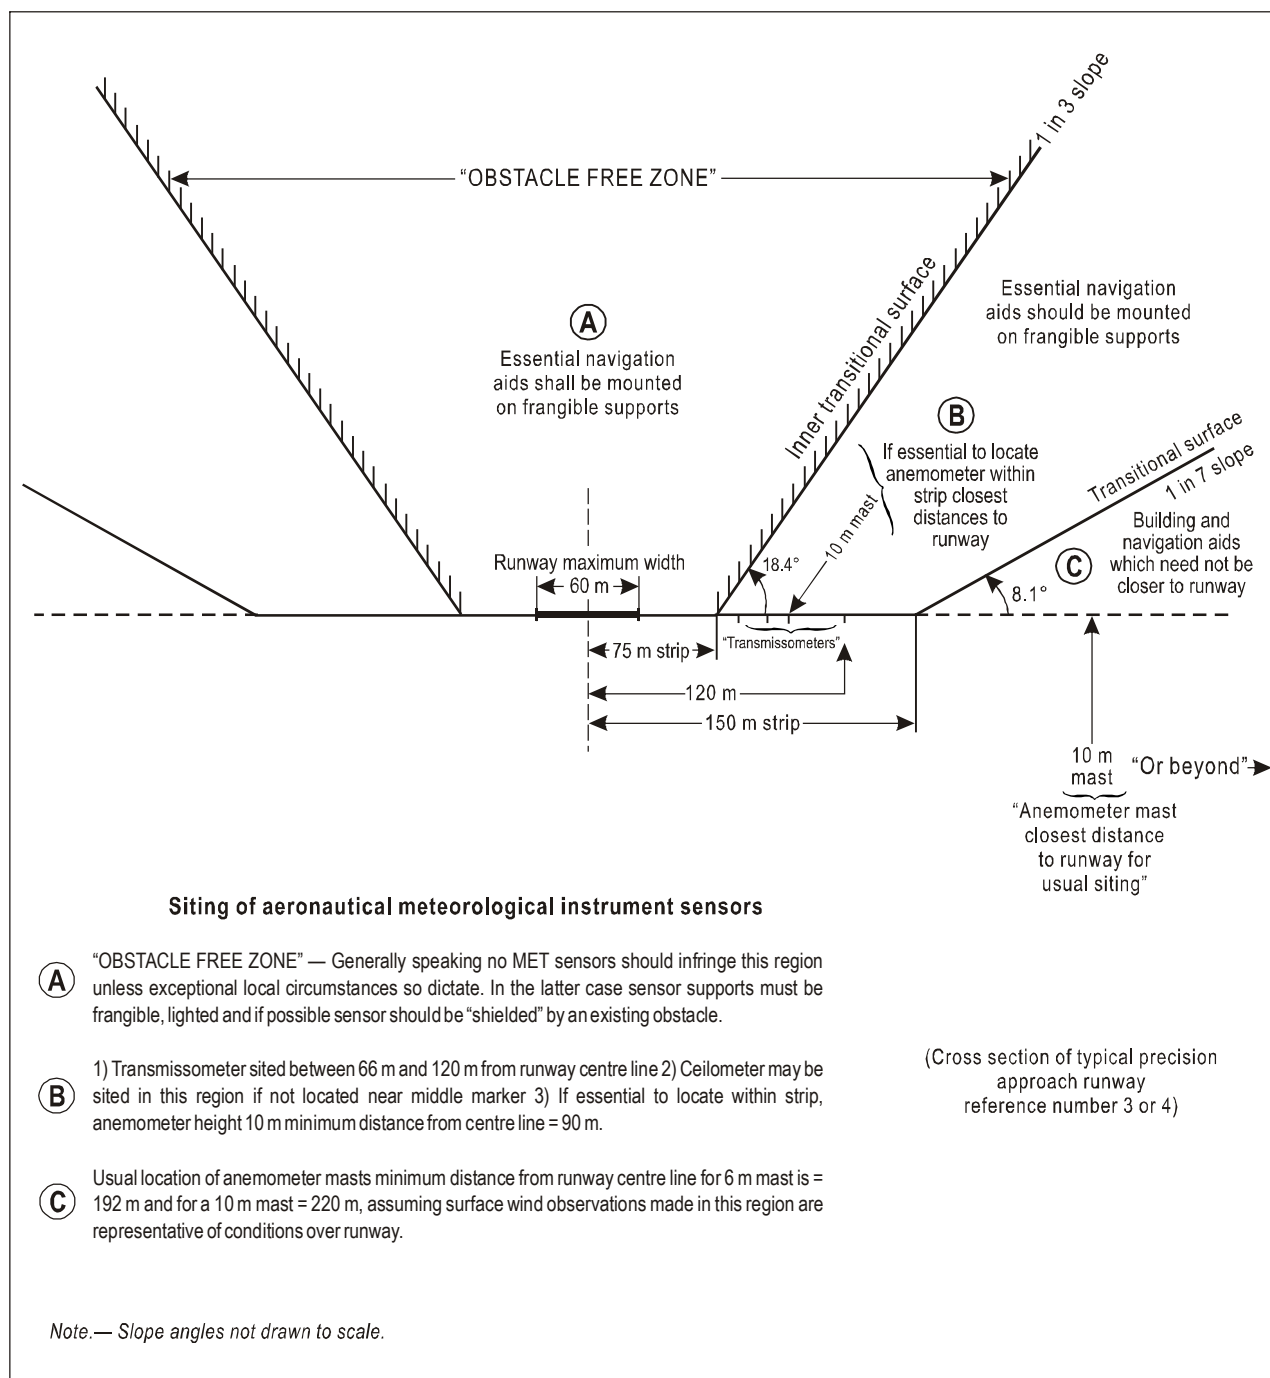 1 in 3 slope
“OBSTACLE FREE ZONE”
Essential navigation
aids should be mounted
on frangible supports
A
Essential navigation
aids shall be mounted
on frangible supports
Inner transitional surface
B
If essential to locate
anemometer within
strip closest
distances to
runway
10 m mast
Transitional surface
1 in 7 slope
Building and
navigation aids
which need not be
closer to runway
C
Runway maximum width
60 m
18.4°
8.1°
“Transmissometers”
75 m strip
120 m
150 m strip
10 m
mast
“Or beyond”
“Anemometer mast
closest distance
to runway for
usual siting”
Siting of aeronautical meteorological instrument sensors
A
“OBSTACLE FREE ZONE” — Generally speaking no MET sensors should infringe this region
unless exceptional local circumstances so dictate. In the latter case sensor supports must be
frangible, lighted and if possible sensor should be “shielded” by an existing obstacle.
B
1) Transmissometer sited between 66 m and 120 m from runway centre line 2) Ceilometer may be
sited in this region if not located near middle marker 3) If essential to locate within strip,
anemometer height 10 m minimum distance from centre line = 90 m.
(Cross section of typical precision
approach runway
reference number 3 or 4)
C
Usual location of anemometer masts minimum distance from runway centre line for 6 m mast is =
192 m and for a 10 m mast = 220 m, assuming surface wind observations made in this region are
representative of conditions over runway.
Note.— Slope angles not drawn to scale.